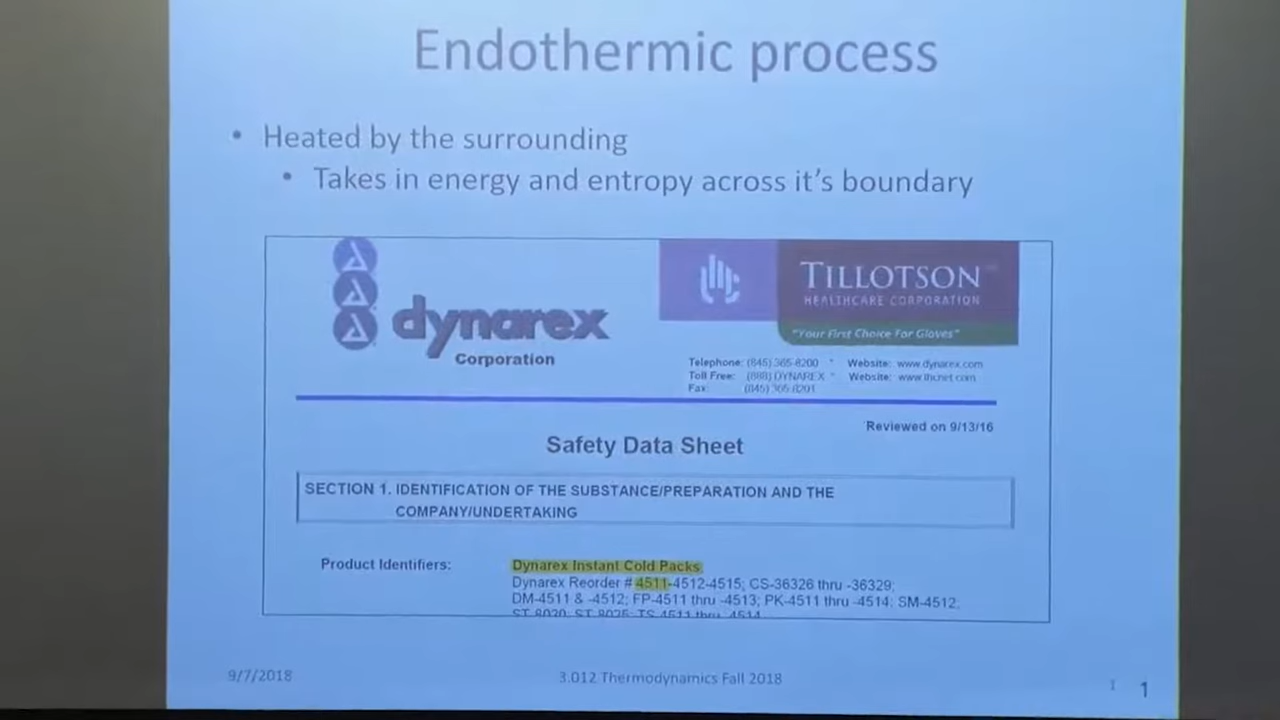 Endothermic process
• Heated by the surrounding
• Takes in energy and entropy across it's boundary
dynarex
Corporation
TILLOTSON
HEALTHCARE CORPORATION
"Your First Choice For Gloves"
Telephone: (845) 365-8200 * Website: www.dynarex.com
Toll Free: (888) DYNAREX * Website: www.thcnet.com
Fax: (845) 365-8201
Reviewed on 9/13/16
Safety Data Sheet
SECTION 1. IDENTIFICATION OF THE SUBSTANCE/PREPARATION AND THE
COMPANY/UNDERTAKING
Product Identifiers: Dynarex Instant Cold Packs
Dynarex Reorder # 4511-4512-4515; CS-36326 thru -36329;
DM-4511 & -4512; FP-4511 thru -4513; PK-4511 thru -4514; SM-4512;
ST-8020; ST-8025; TS-4511 thru -4514
9/7/2018
3.012 Thermodynamics Fall 2018
1